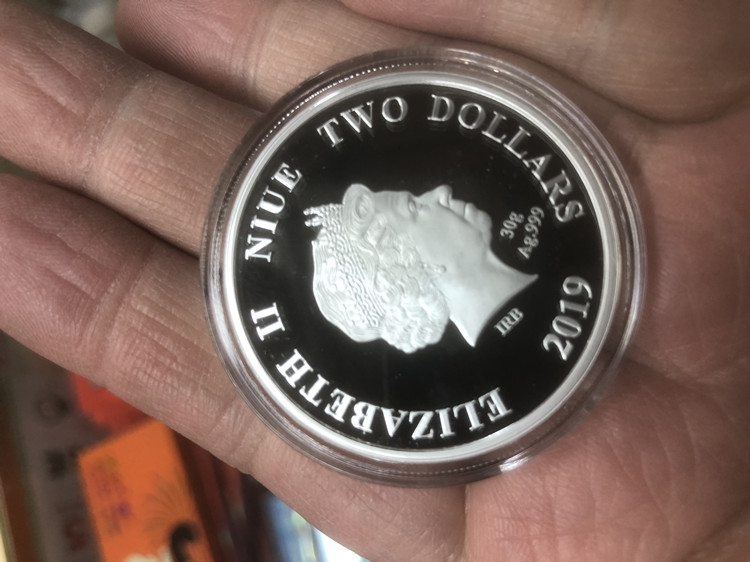 ELIZABETH II NIUE TWO DOLLARS 2019
30g
Ag.999
IRB